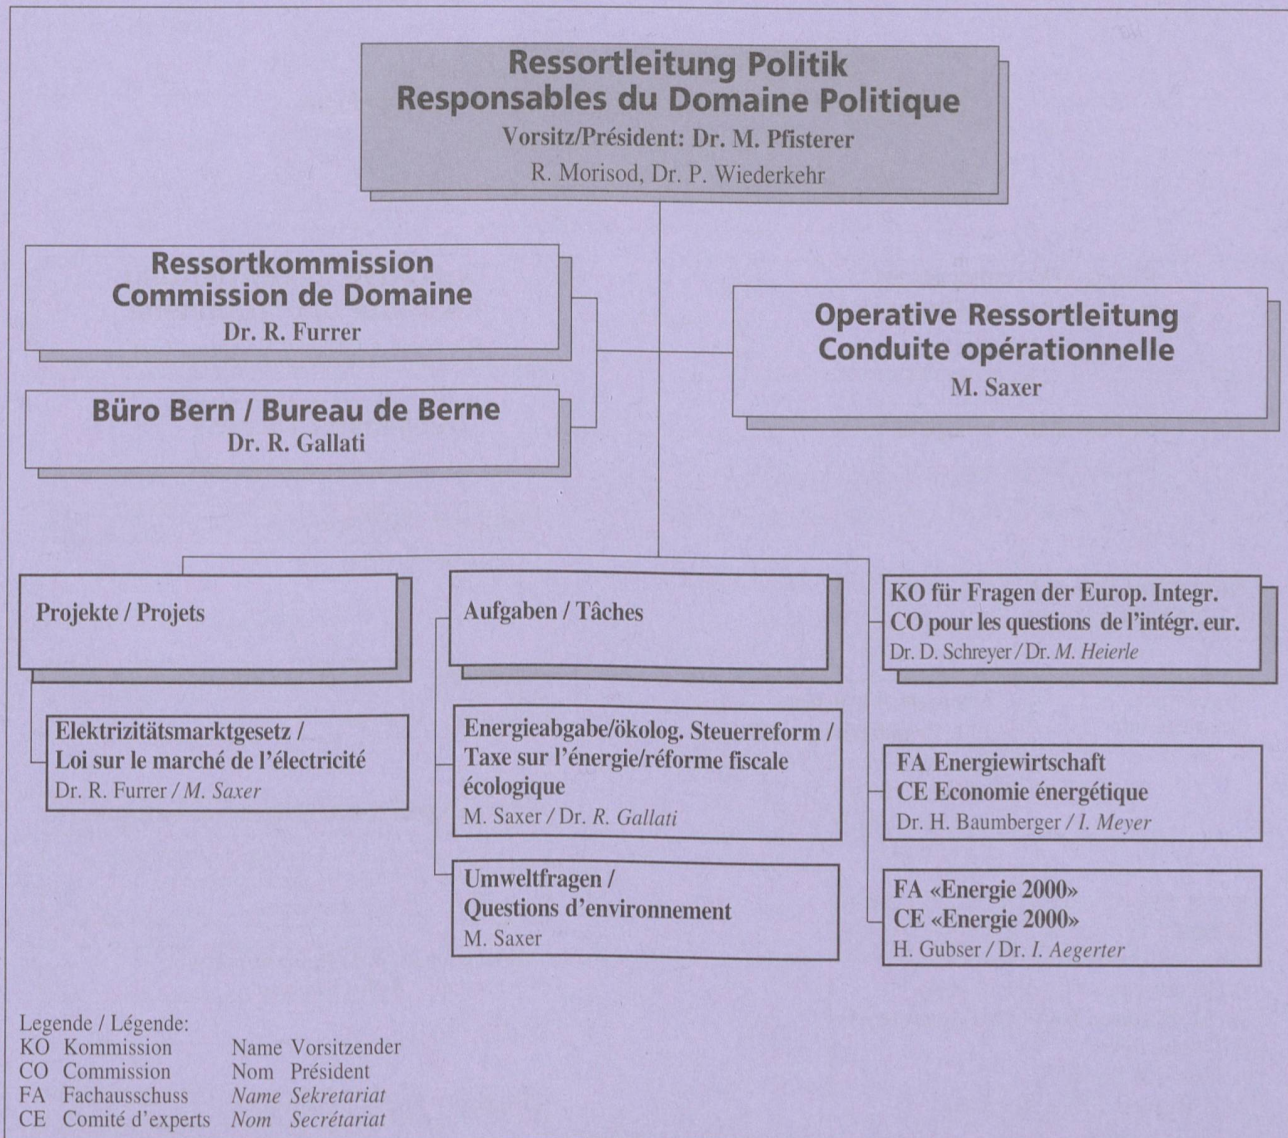 Ressortleitung Politik
Responsables du Domaine Politique
Vorsitz/Président: Dr. M. Pfisterer
R. Morisod, Dr. P. Wiederkehr
Ressortkommission
Commission de Domaine
Dr. R. Furrer
Operative Ressortleitung
Conduite opérationnelle
M. Saxer
Büro Bern / Bureau de Berne
Dr. R. Gallati
Projekte / Projets
Elektrizitätsmarktgesetz /
Loi sur le marché de l'électricité
Dr. R. Furrer / M. Saxer
Aufgaben / Tâches
Energieabgabe/ökolog. Steuerreform /
Taxe sur l'énergie/réforme fiscale
écologique
M. Saxer / Dr. R. Gallati
Umweltfragen /
Questions d'environnement
M. Saxer
KO für Fragen der Europ. Integr.
CO pour les questions de l'intégr. eur.
Dr. D. Schreyer / Dr. M. Heierle
FA Energiewirtschaft
CE Economie énergétique
Dr. H. Baumberger / I. Meyer
FA «Energie 2000»
CE «Energie 2000»
H. Gubser / Dr. I. Aegerter
Legende / Légende:
KO Kommission Name Vorsitzender
CO Commission Nom Président
FA Fachausschuss Name Sekretariat
CE Comité d'experts Nom Secrétariat